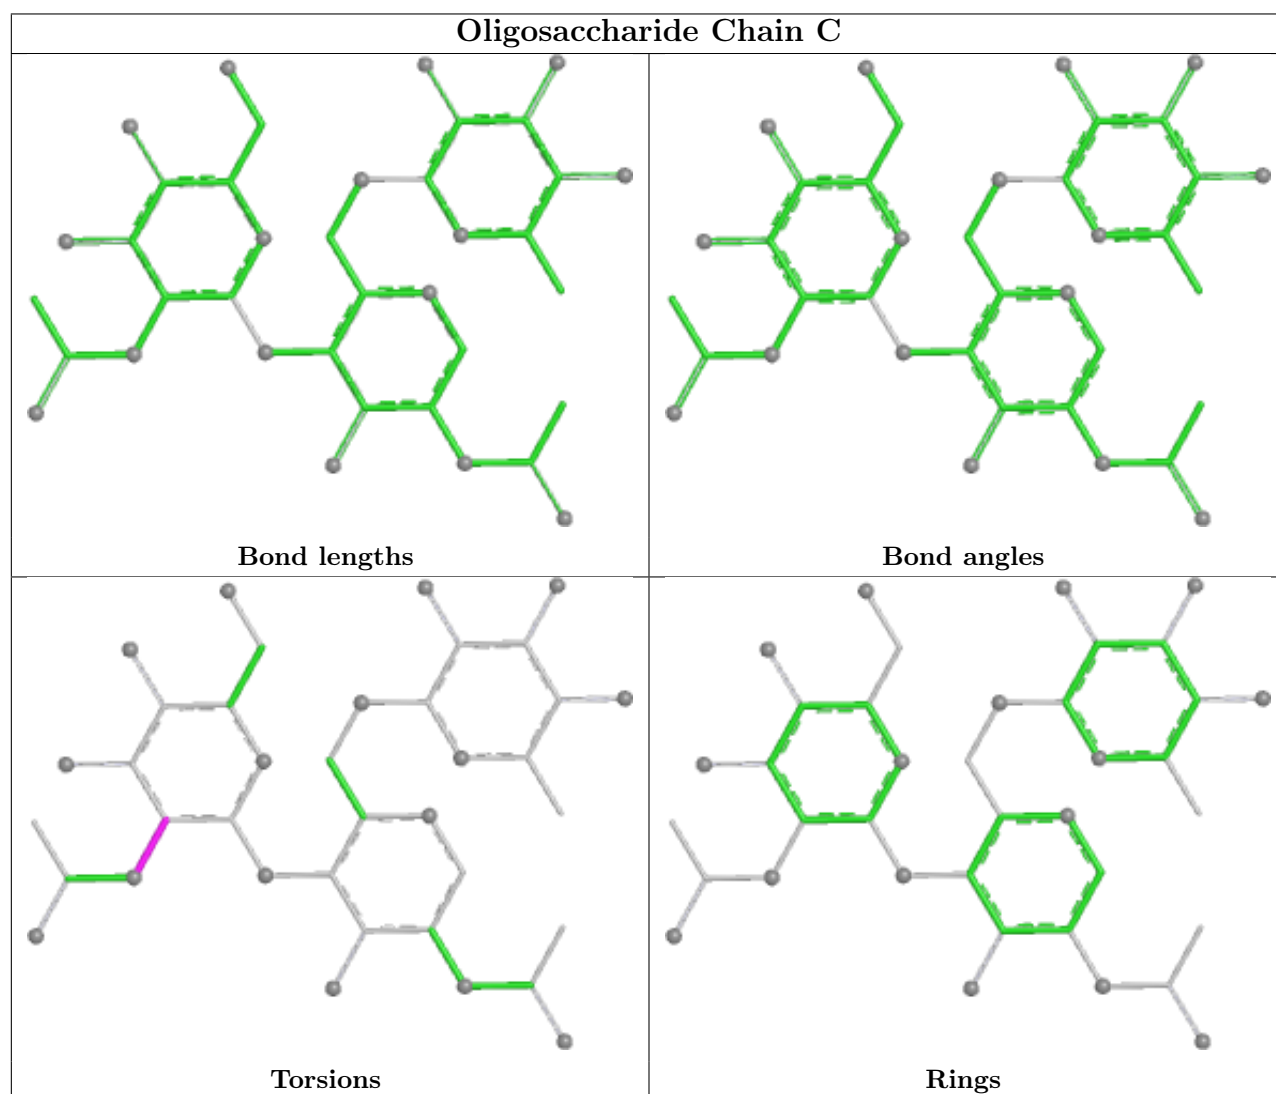 Oligosaccharide Chain C
Bond lengths
Bond angles
Torsions
Rings